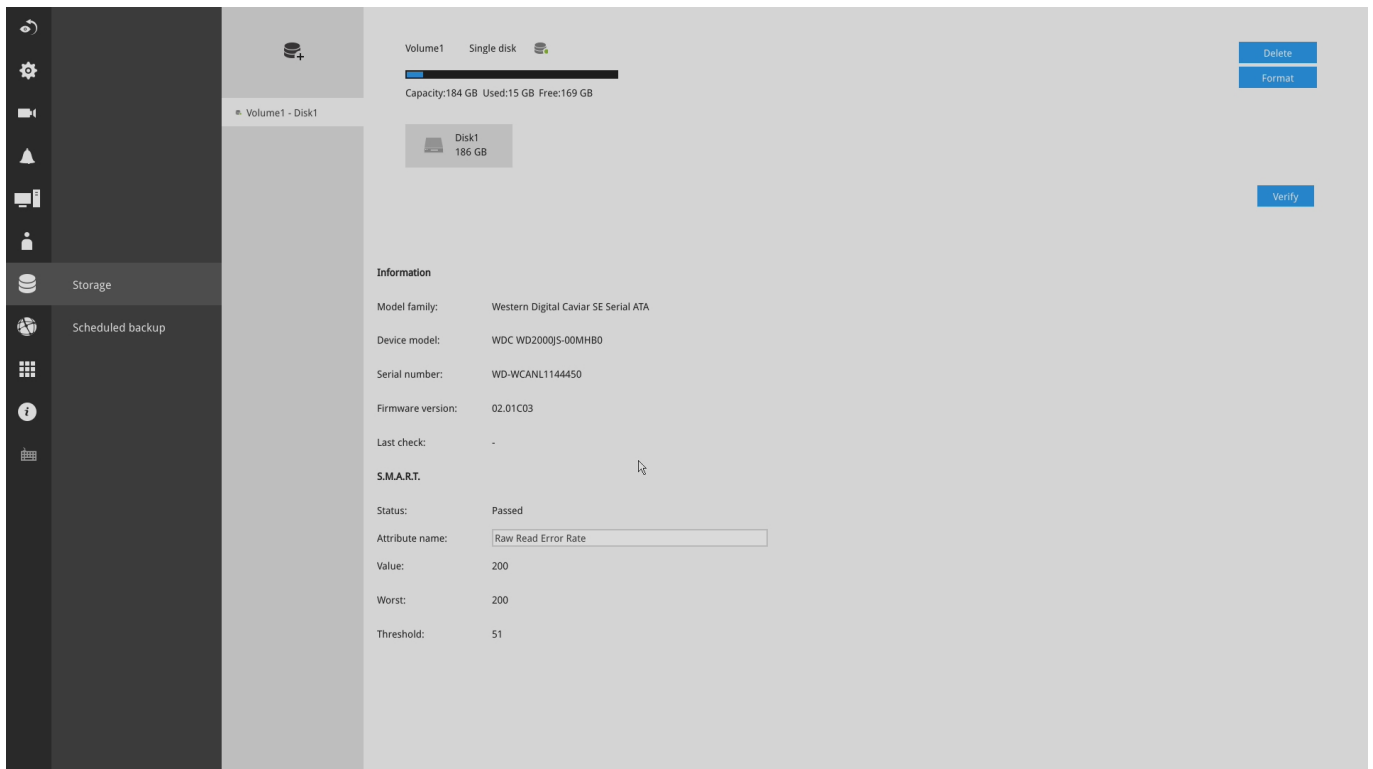 Volume1 Single disk
Delete
Format
Capacity:184 GB Used:15 GB Free:169 GB
Volume1 - Disk1
Disk1
186 GB
Verify
Storage
Scheduled backup
Information
Model family: Western Digital Caviar SE Serial ATA
Device model: WDC WD2000JS-00MHB0
Serial number: WD-WCANL1144450
Firmware version: 02.01C03
Last check: -
S.M.A.R.T.
Status: Passed
Attribute name: Raw Read Error Rate
Value: 200
Worst: 200
Threshold: 51